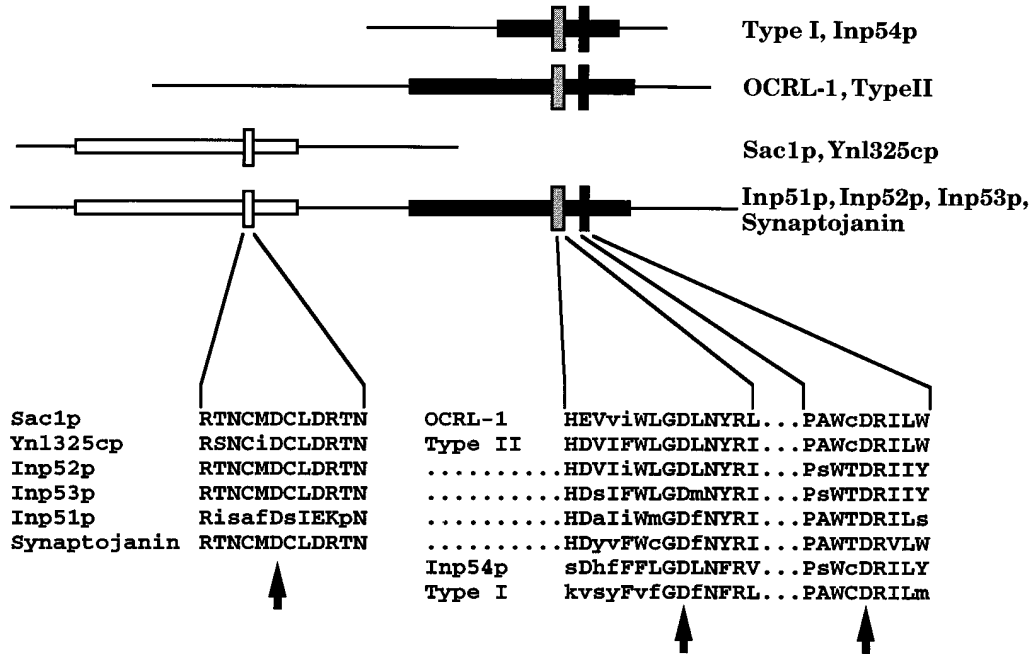 Type I, Inp54p
OCRL-1, TypeII
Sac1p, Ynl325cp
Inp51p, Inp52p, Inp53p,
Synaptojanin
Sac1p RTNCMDCLDRTN
Ynl325cp RSNCiDCLDRTN
Inp52p RTNCMDCLDRTN
Inp53p RTNCMDCLDRTN
Inp51p RisafDsIEKpN
Synaptojanin RTNCMDCLDRTN
OCRL-1 HEVviWLGDLNYRL...PAWcDRILW
Type II HDVIFWLGDLNYRI...PAWcDRILW
..........HDVIiWLGDLNYRI...PsWTDRIIY
..........HDsIFWLGDmNYRI...PsWTDRIIY
..........HDaIiWmGDfNYRI...PAWTDRILs
..........HDyvFWcGDfNYRI...PAWTDRVLW
Inp54p sDhfFFLGDLNFRV...PsWcDRILY
Type I kvsyFvfGDfNFRL...PAWCDRILm